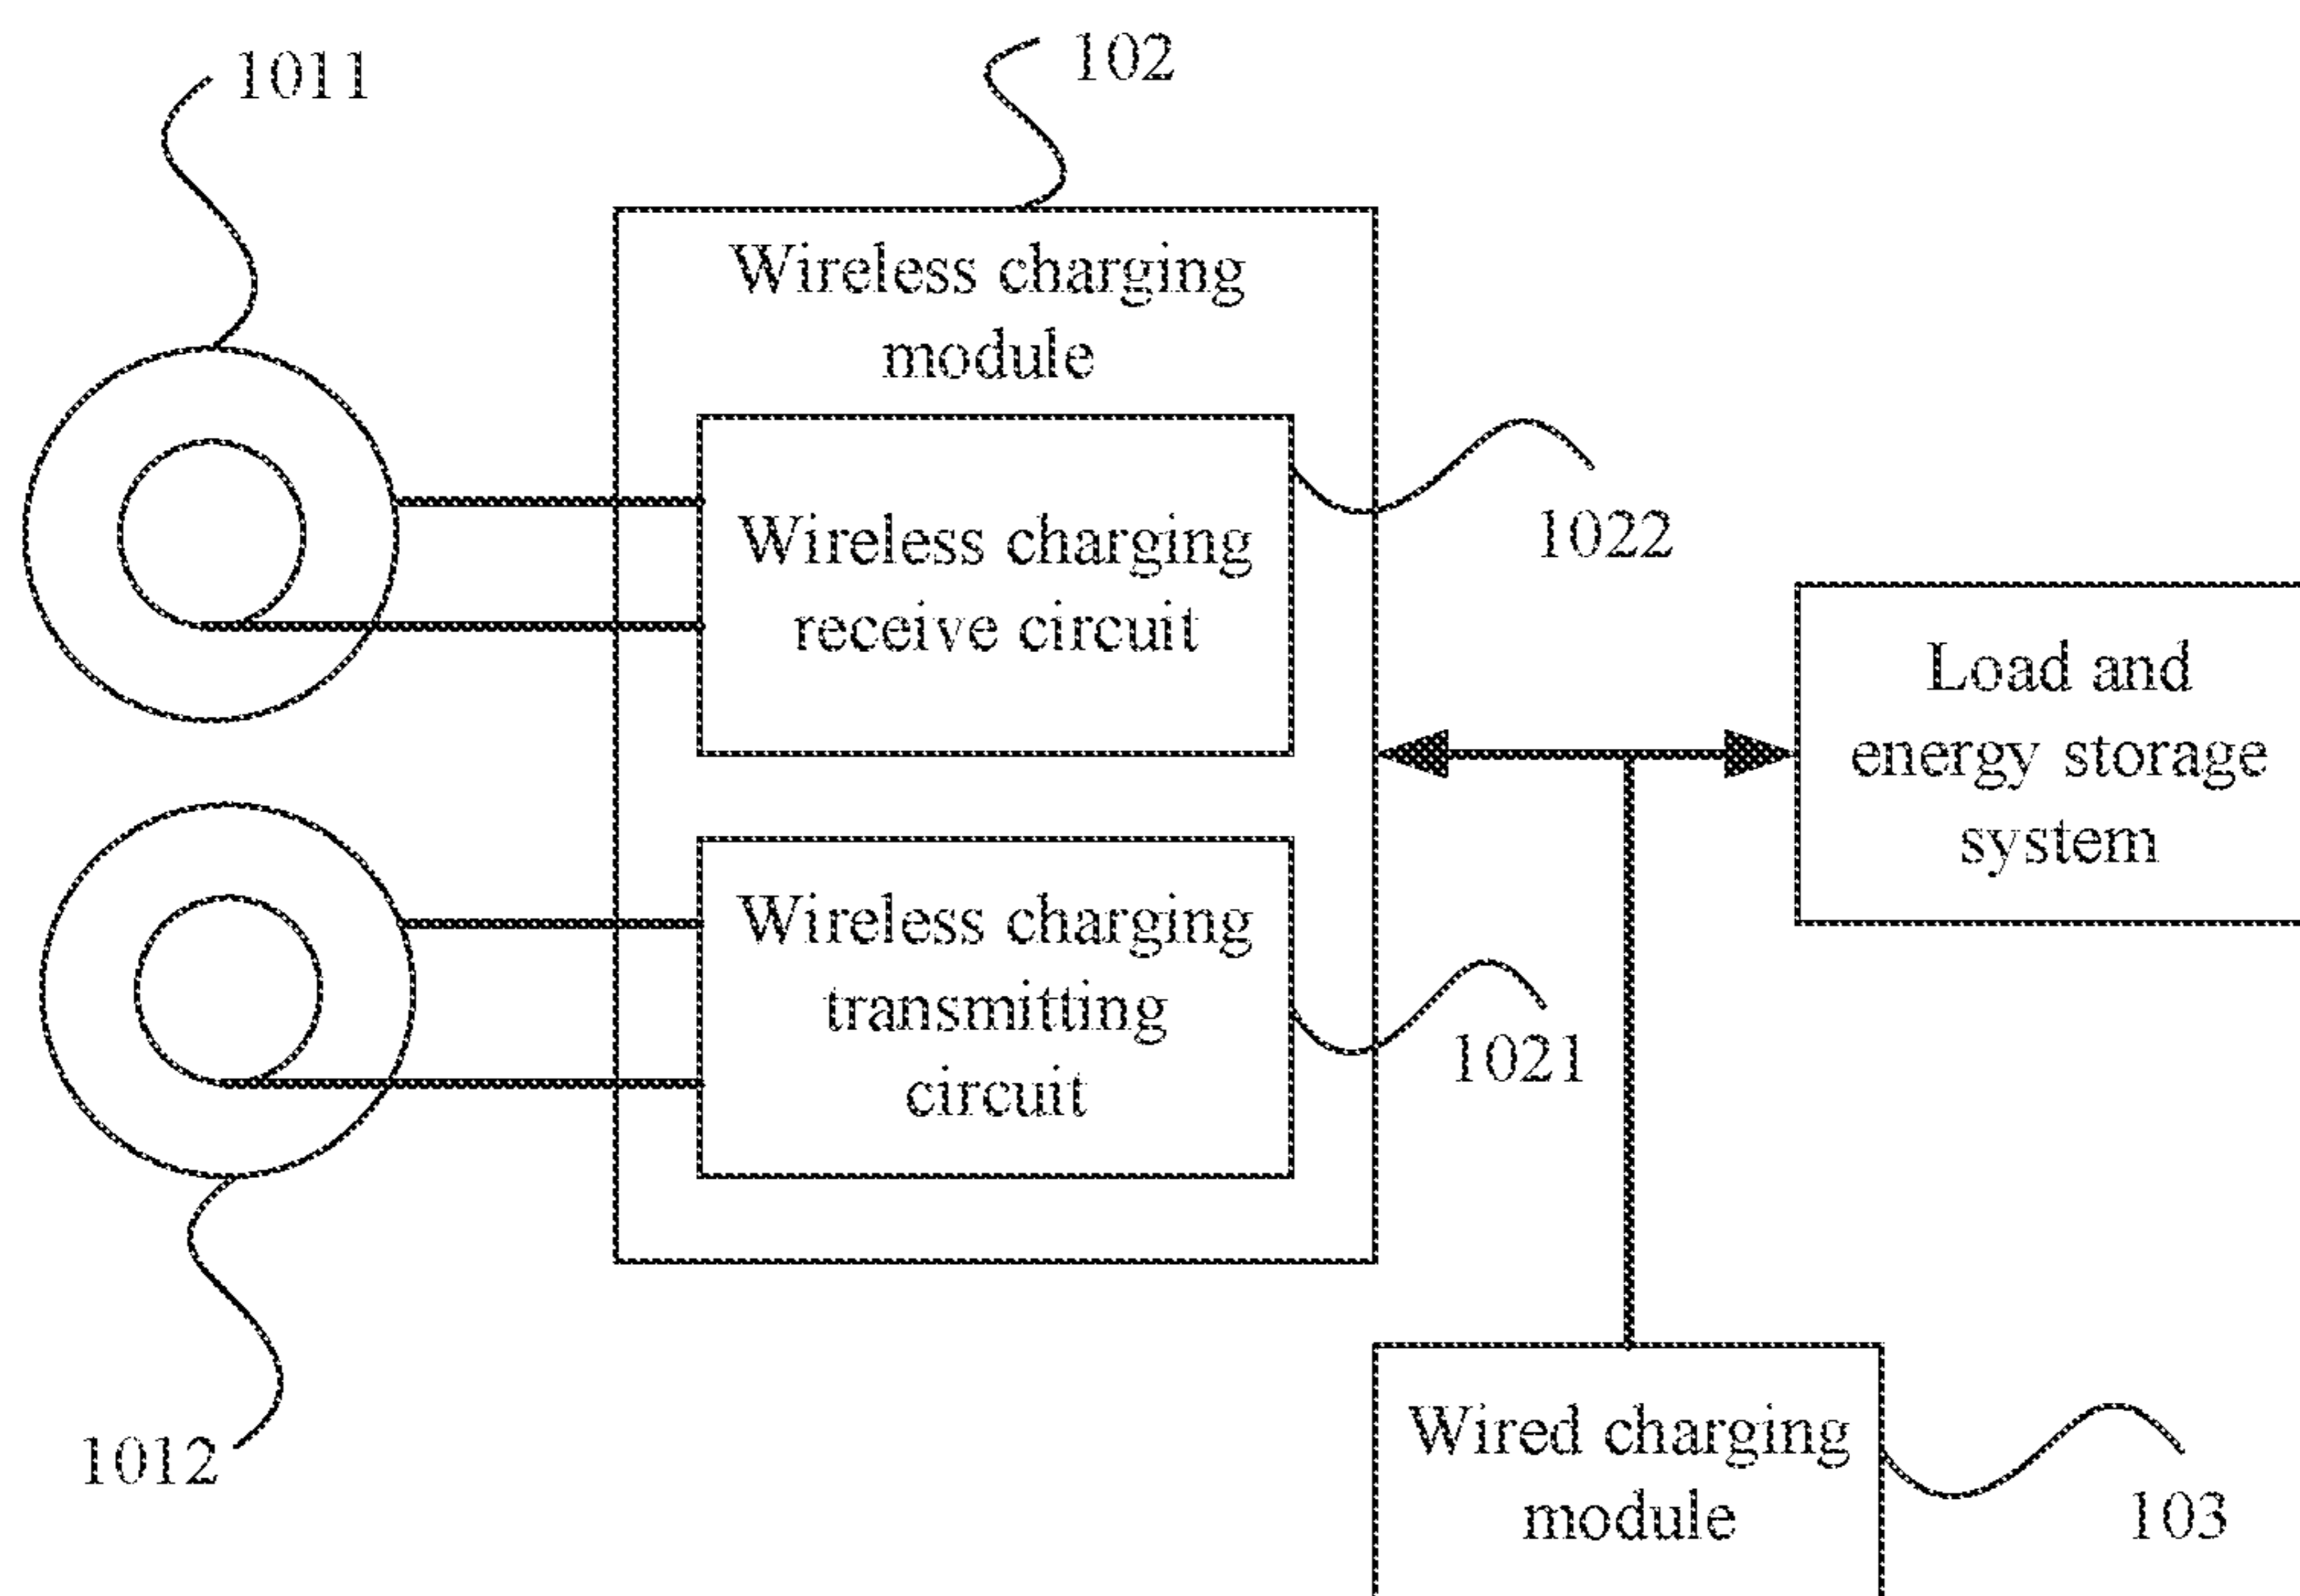 1011
102
Wireless charging
module
Wireless charging
receive circuit
1022
Load and
energy storage
system
Wireless charging
transmitting
circuit
1021
1012
Wired charging
module
103